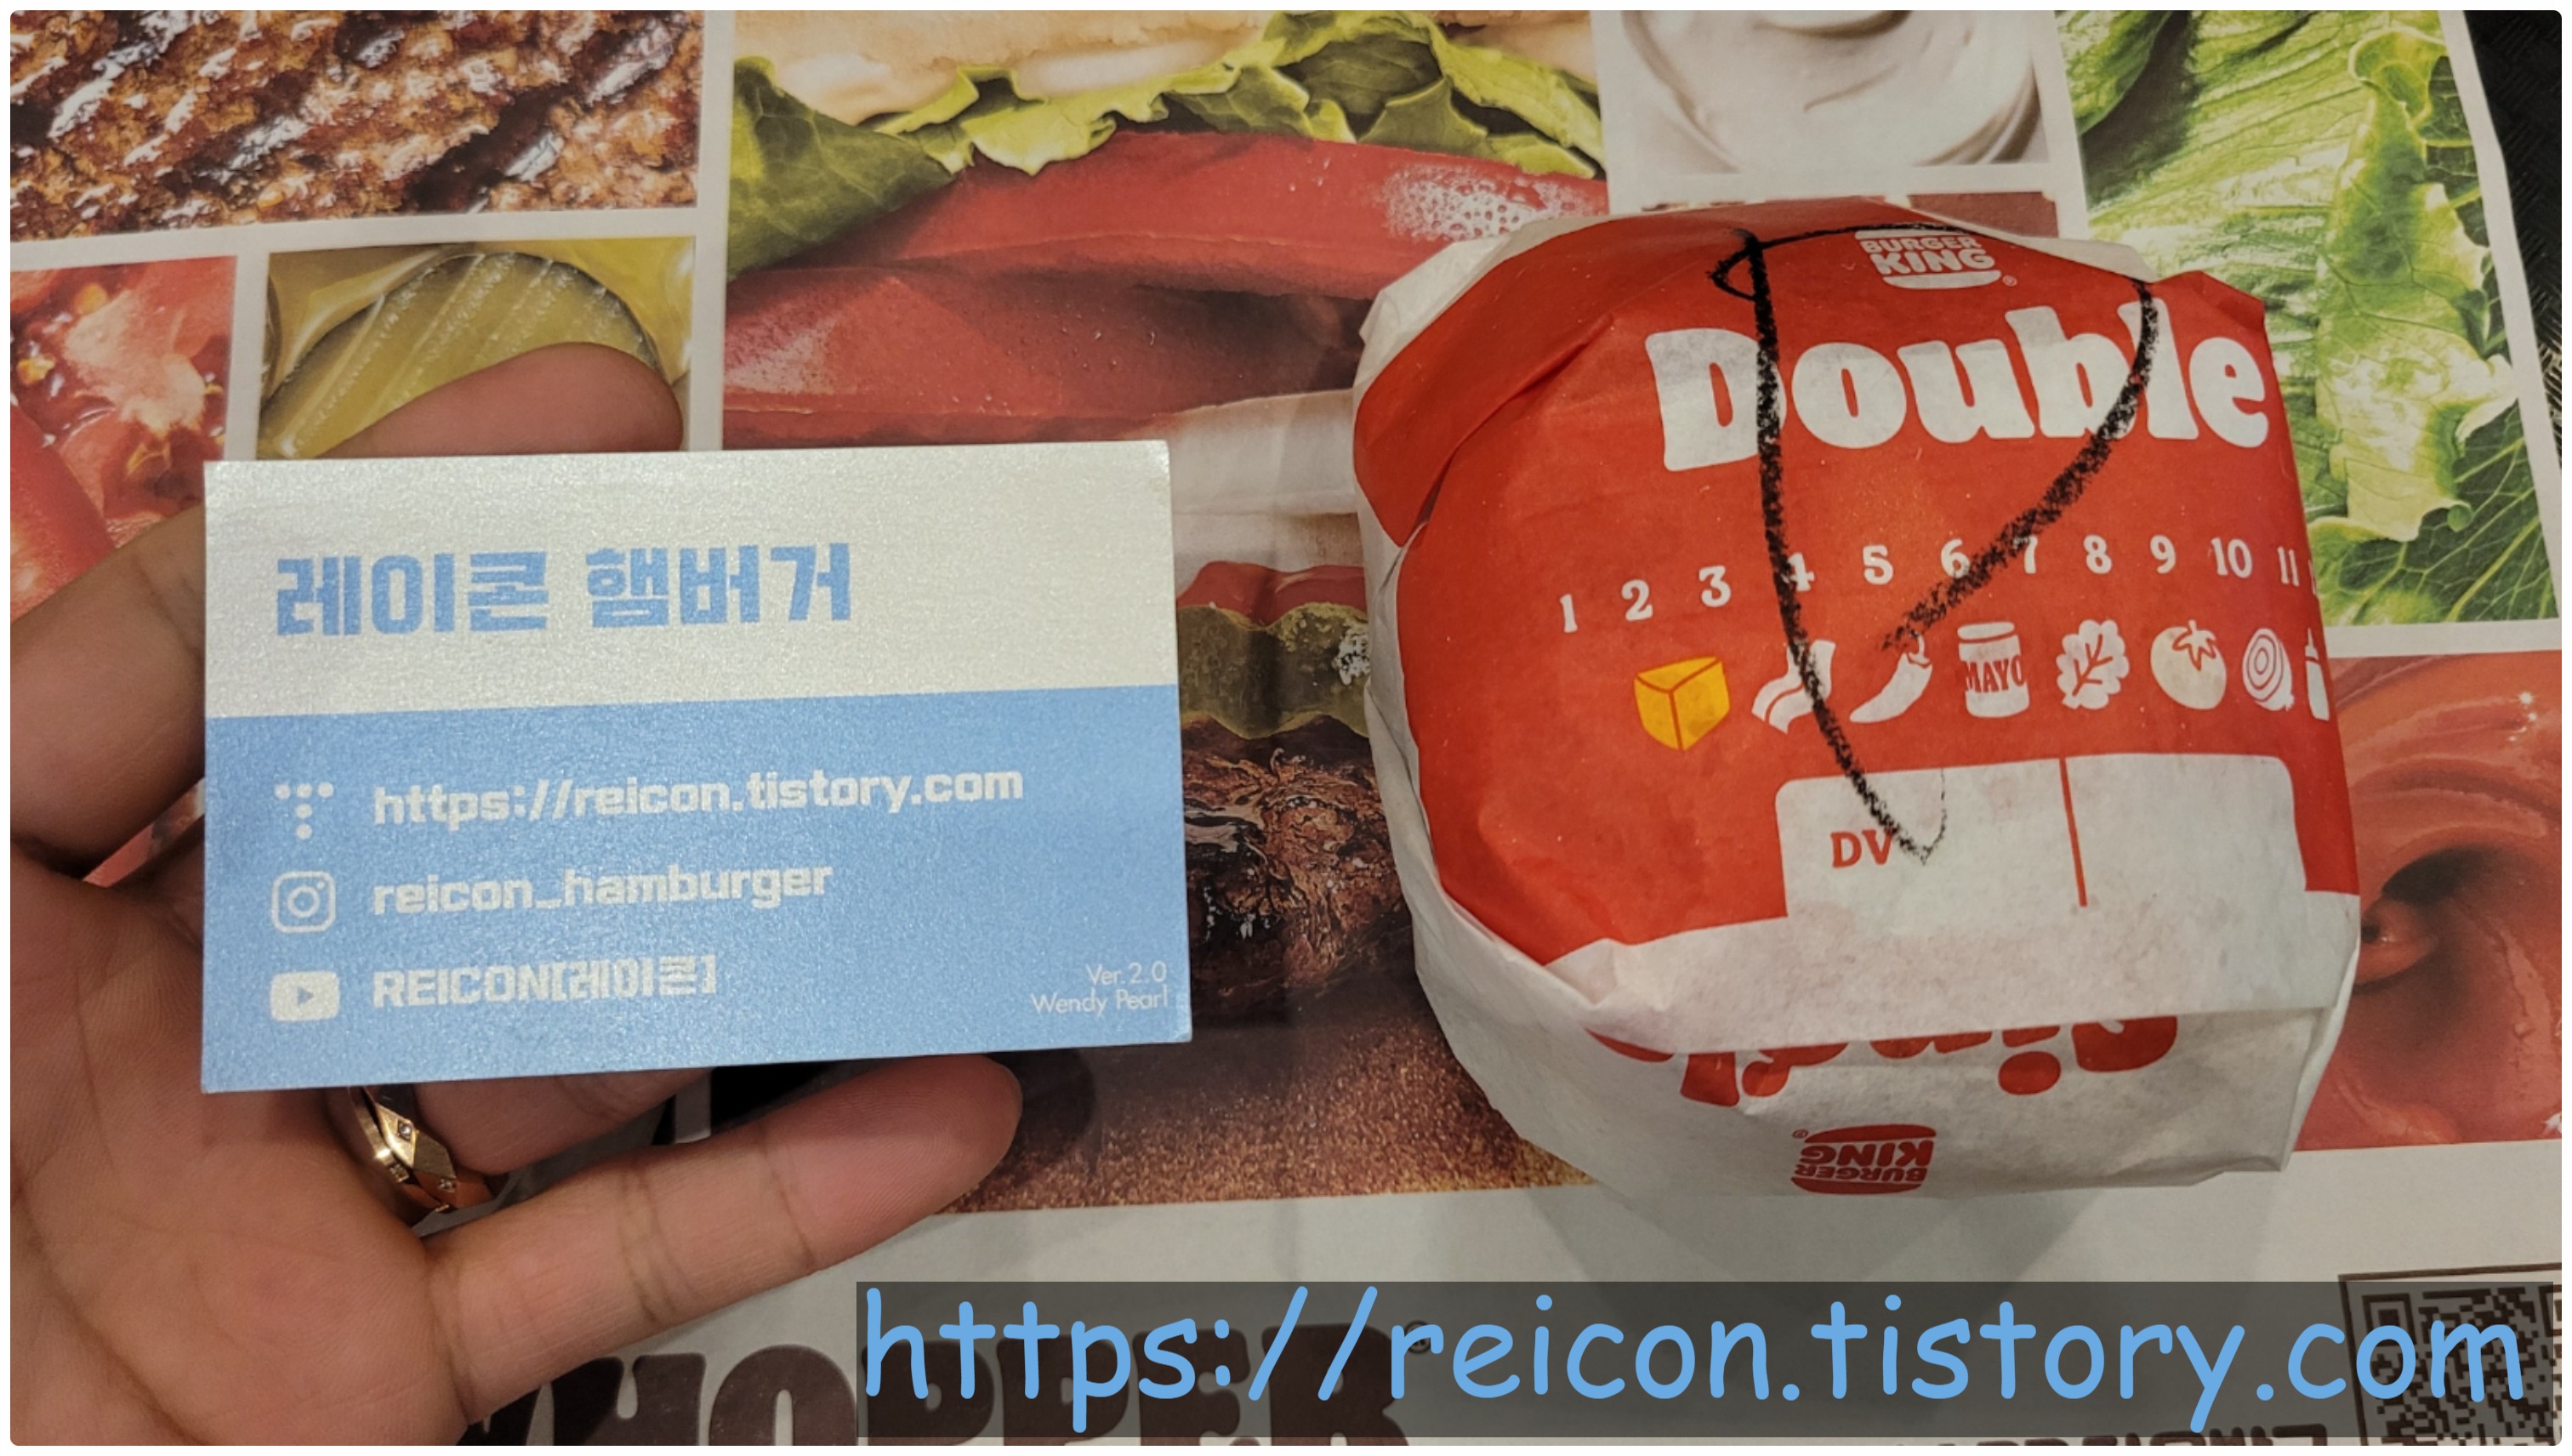 레이콘 햄버거
https://reicon.tistory.com
reicon_hamburger
REICON[레이콘]
Ver.2.0
Wendy Pearl
BURGER
KING®
Double
1 2 3 4 5 6 7 8 9 10 11
MAYO
DV
BURGER
KING®
WHOPPER®
https://reicon.tistory.com